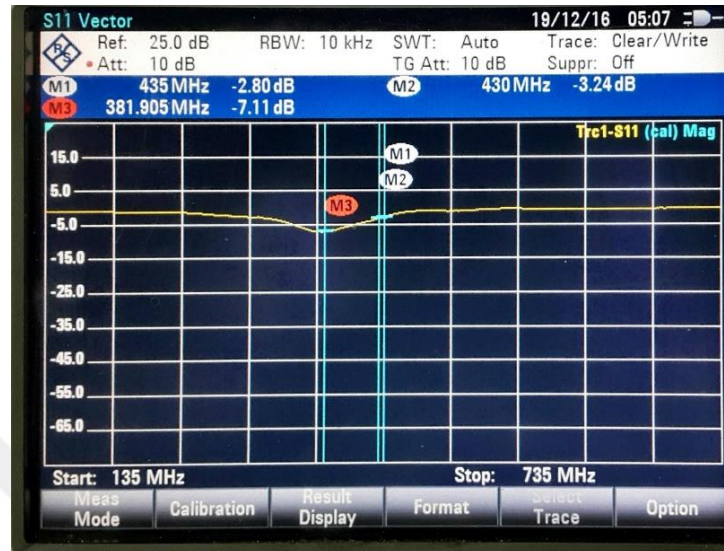 S11 Vector 19/12/16 05:07
R&S Ref: 25.0 dB RBW: 10 kHz SWT: Auto Trace: Clear/Write
Att: 10 dB TG Att: 10 dB Suppr: Off
M1 435 MHz -2.80 dB M2 430 MHz -3.24 dB
M3 381.905 MHz -7.11 dB
Trc1-S11 (cal) Mag
15.0
M1
5.0
M2
M3
-5.0
-15.0
-25.0
-35.0
-45.0
-55.0
-65.0
Start: 135 MHz Stop: 735 MHz
Meas Mode
Calibration
Result Display
Format
Select Trace
Option